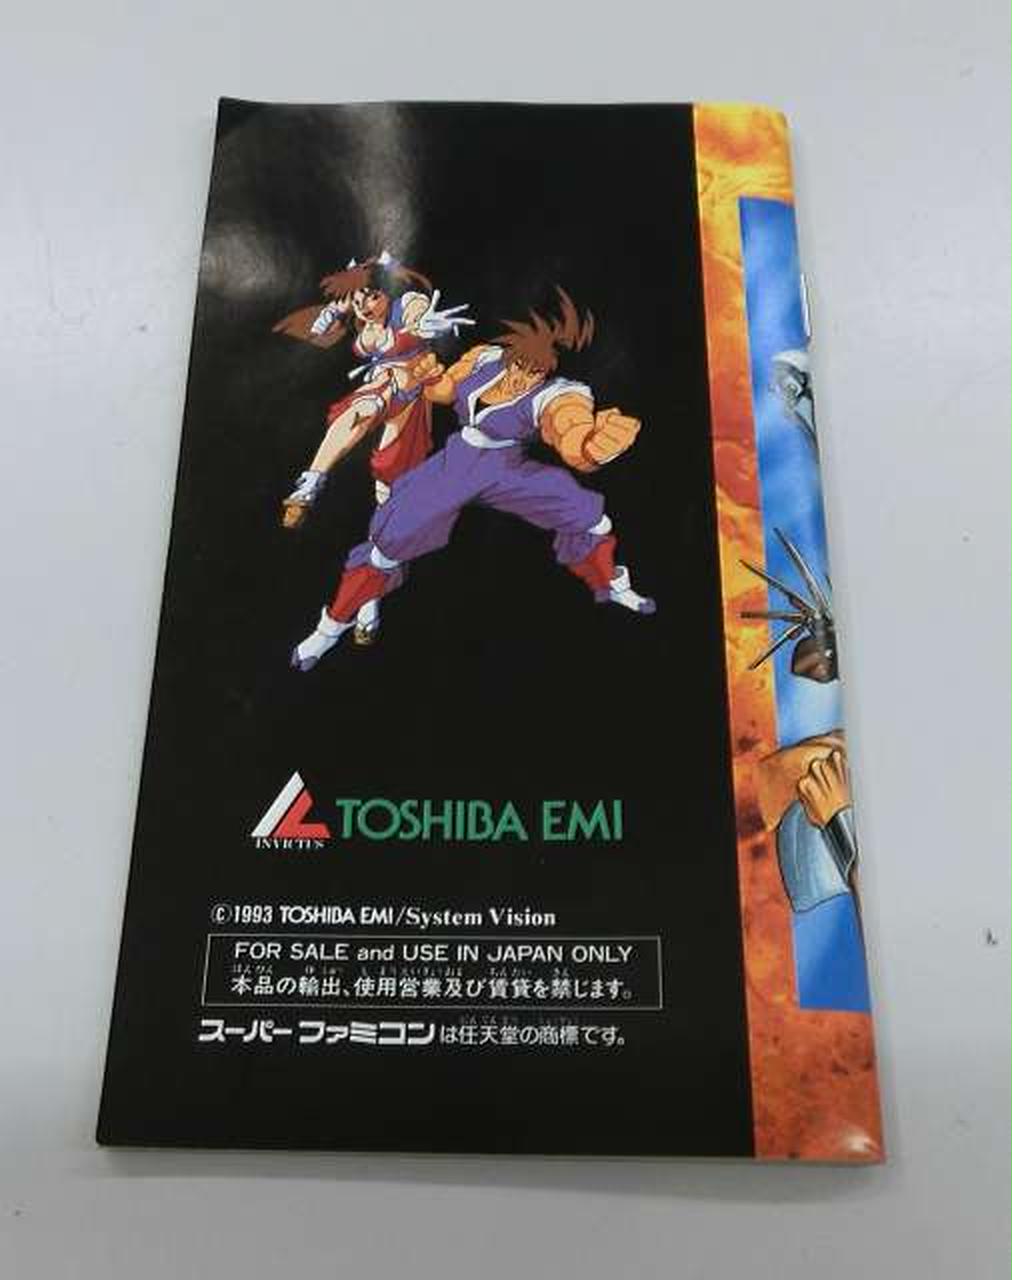 INVICTUS
TOSHIBA EMI
©1993 TOSHIBA EMI/System Vision
FOR SALE and USE IN JAPAN ONLY
本品の輸出、使用営業及び賃貸を禁じます。
スーパーファミコンは任天堂の商標です。